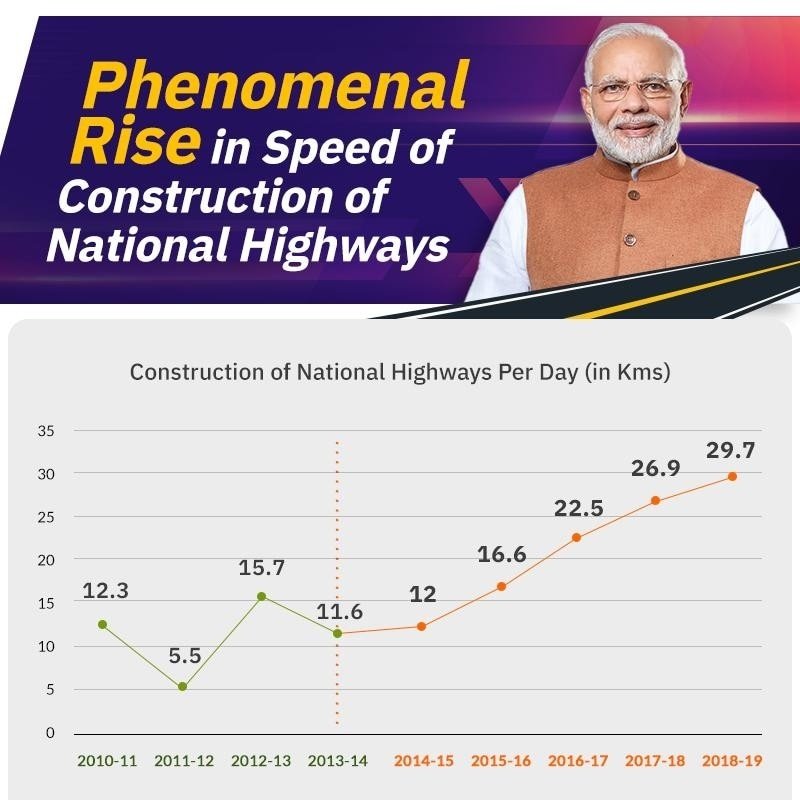 Phenomenal
Rise in Speed of
Construction of
National Highways
Construction of National Highways Per Day (in Kms)
35
30
25
20
15
10
5
0
12.3
5.5
15.7
11.6
12
16.6
22.5
26.9
29.7
2010-11 2011-12 2012-13 2013-14 2014-15 2015-16 2016-17 2017-18 2018-19